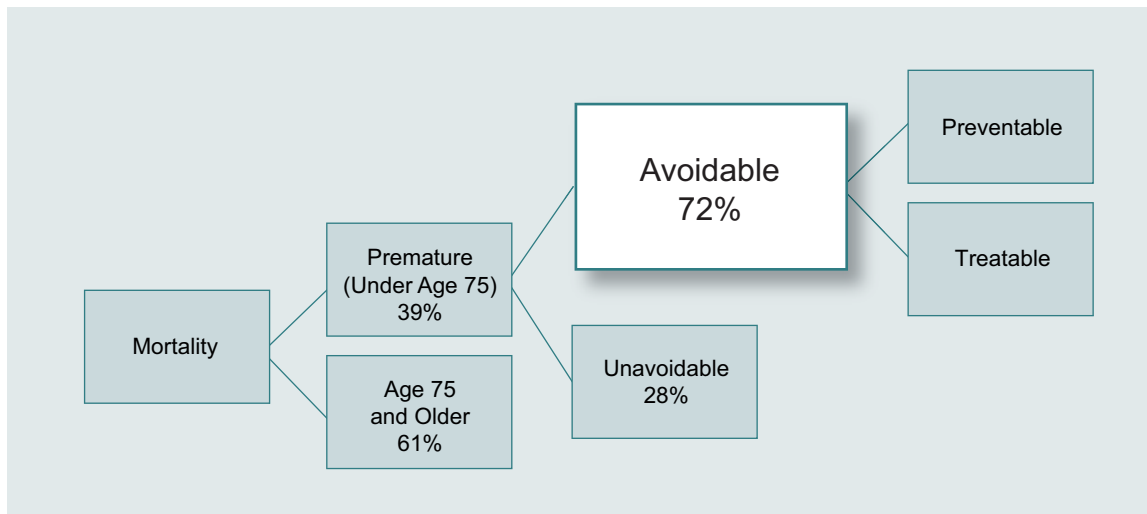 Mortality
Premature
(Under Age 75)
39%
Age 75
and Older
61%
Avoidable
72%
Unavoidable
28%
Preventable
Treatable